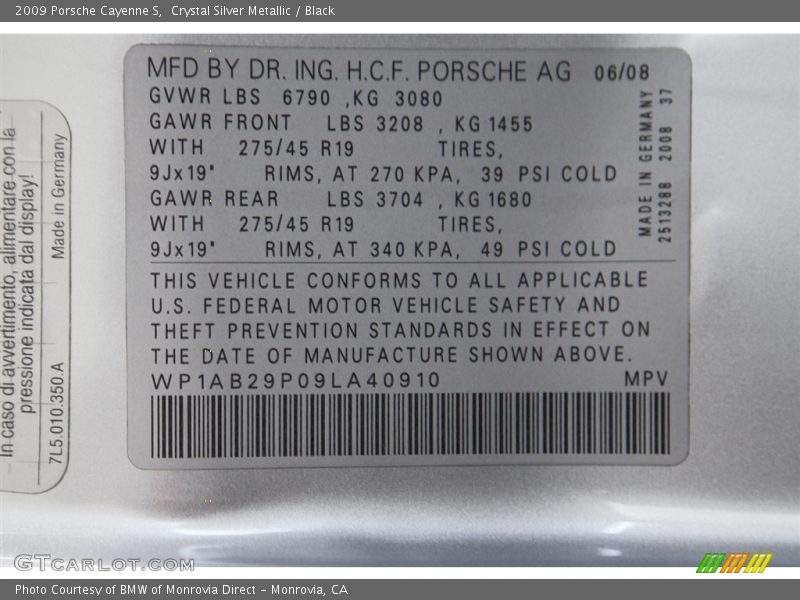 2009 Porsche Cayenne S,  Crystal Silver Metallic / Black
MFD BY DR. ING. H.C.F. PORSCHE AG 06/08
GVWR LBS 6790 ,KG 3080
GAWR FRONT LBS 3208 , KG 1455
WITH 275/45 R19 TIRES,
9Jx19" RIMS, AT 270 KPA, 39 PSI COLD
GAWR REAR LBS 3704 , KG 1680
WITH 275/45 R19 TIRES,
9Jx19" RIMS, AT 340 KPA, 49 PSI COLD
THIS VEHICLE CONFORMS TO ALL APPLICABLE
U.S. FEDERAL MOTOR VEHICLE SAFETY AND
THEFT PREVENTION STANDARDS IN EFFECT ON
THE DATE OF MANUFACTURE SHOWN ABOVE.
WP1AB29P09LA40910 MPV
MADE IN GERMANY
2513288 2008 37
In caso di avvertimento, alimentare con la
pressione indicata dal display!
7L5.010.350.A Made in Germany
GTCARLOT.COM
Photo Courtesy of BMW of Monrovia Direct - Monrovia, CA